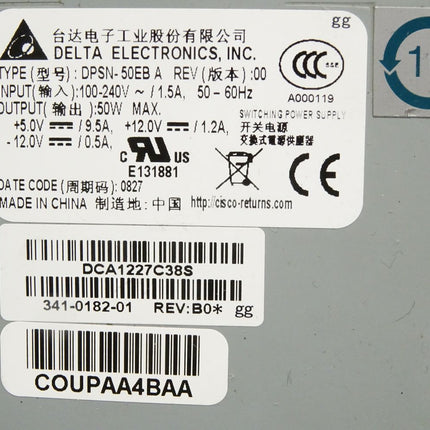 gg
台达电子工业股份有限公司
DELTA ELECTRONICS, INC.
TYPE (型号): DPSN-50EB A REV (版本):00
INPUT(输入):100-240V ~ / 1.5A, 50-60Hz
OUTPUT(输出):50W MAX.
+5.0V ⎓ / 9.5A, +12.0V ⎓ / 1.2A,
-12.0V ⎓ / 0.5A,
CCC
A000119
SWITCHING POWER SUPPLY
开关电源
交換式電源供應器
C US
E131881
CE
DATE CODE (周期码): 0827
MADE IN CHINA 制造地: 中国 http://cisco-returns.com
DCA1227C38S
341-0182-01 REV:B0* gg
COUPAA4BAA
1